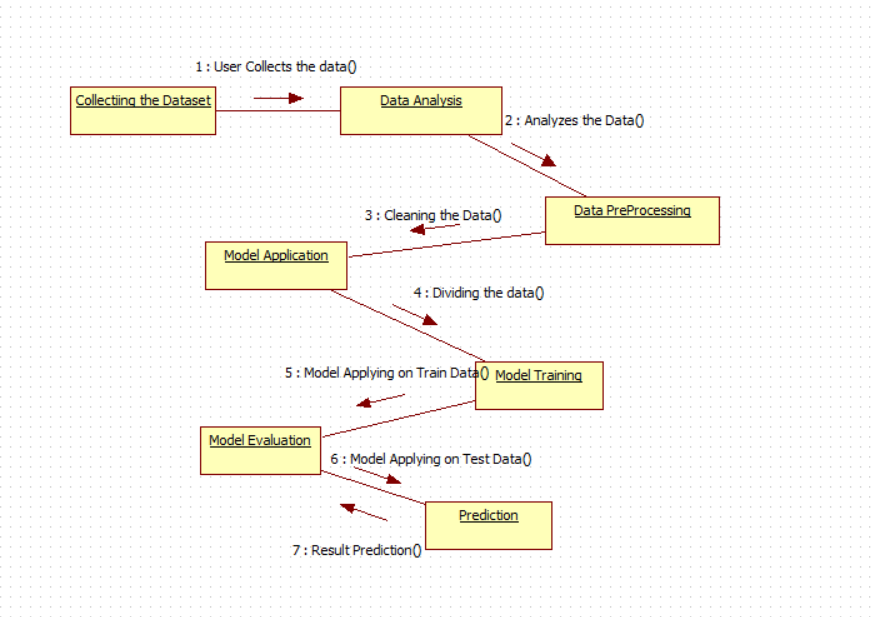 1 : User Collects the data()
Collectiing the Dataset
Data Analysis
2 : Analyzes the Data()
Data PreProcessing
3 : Cleaning the Data()
Model Application
4 : Dividing the data()
5 : Model Applying on Train Data()
Model Training
Model Evaluation
6 : Model Applying on Test Data()
Prediction
7 : Result Prediction()